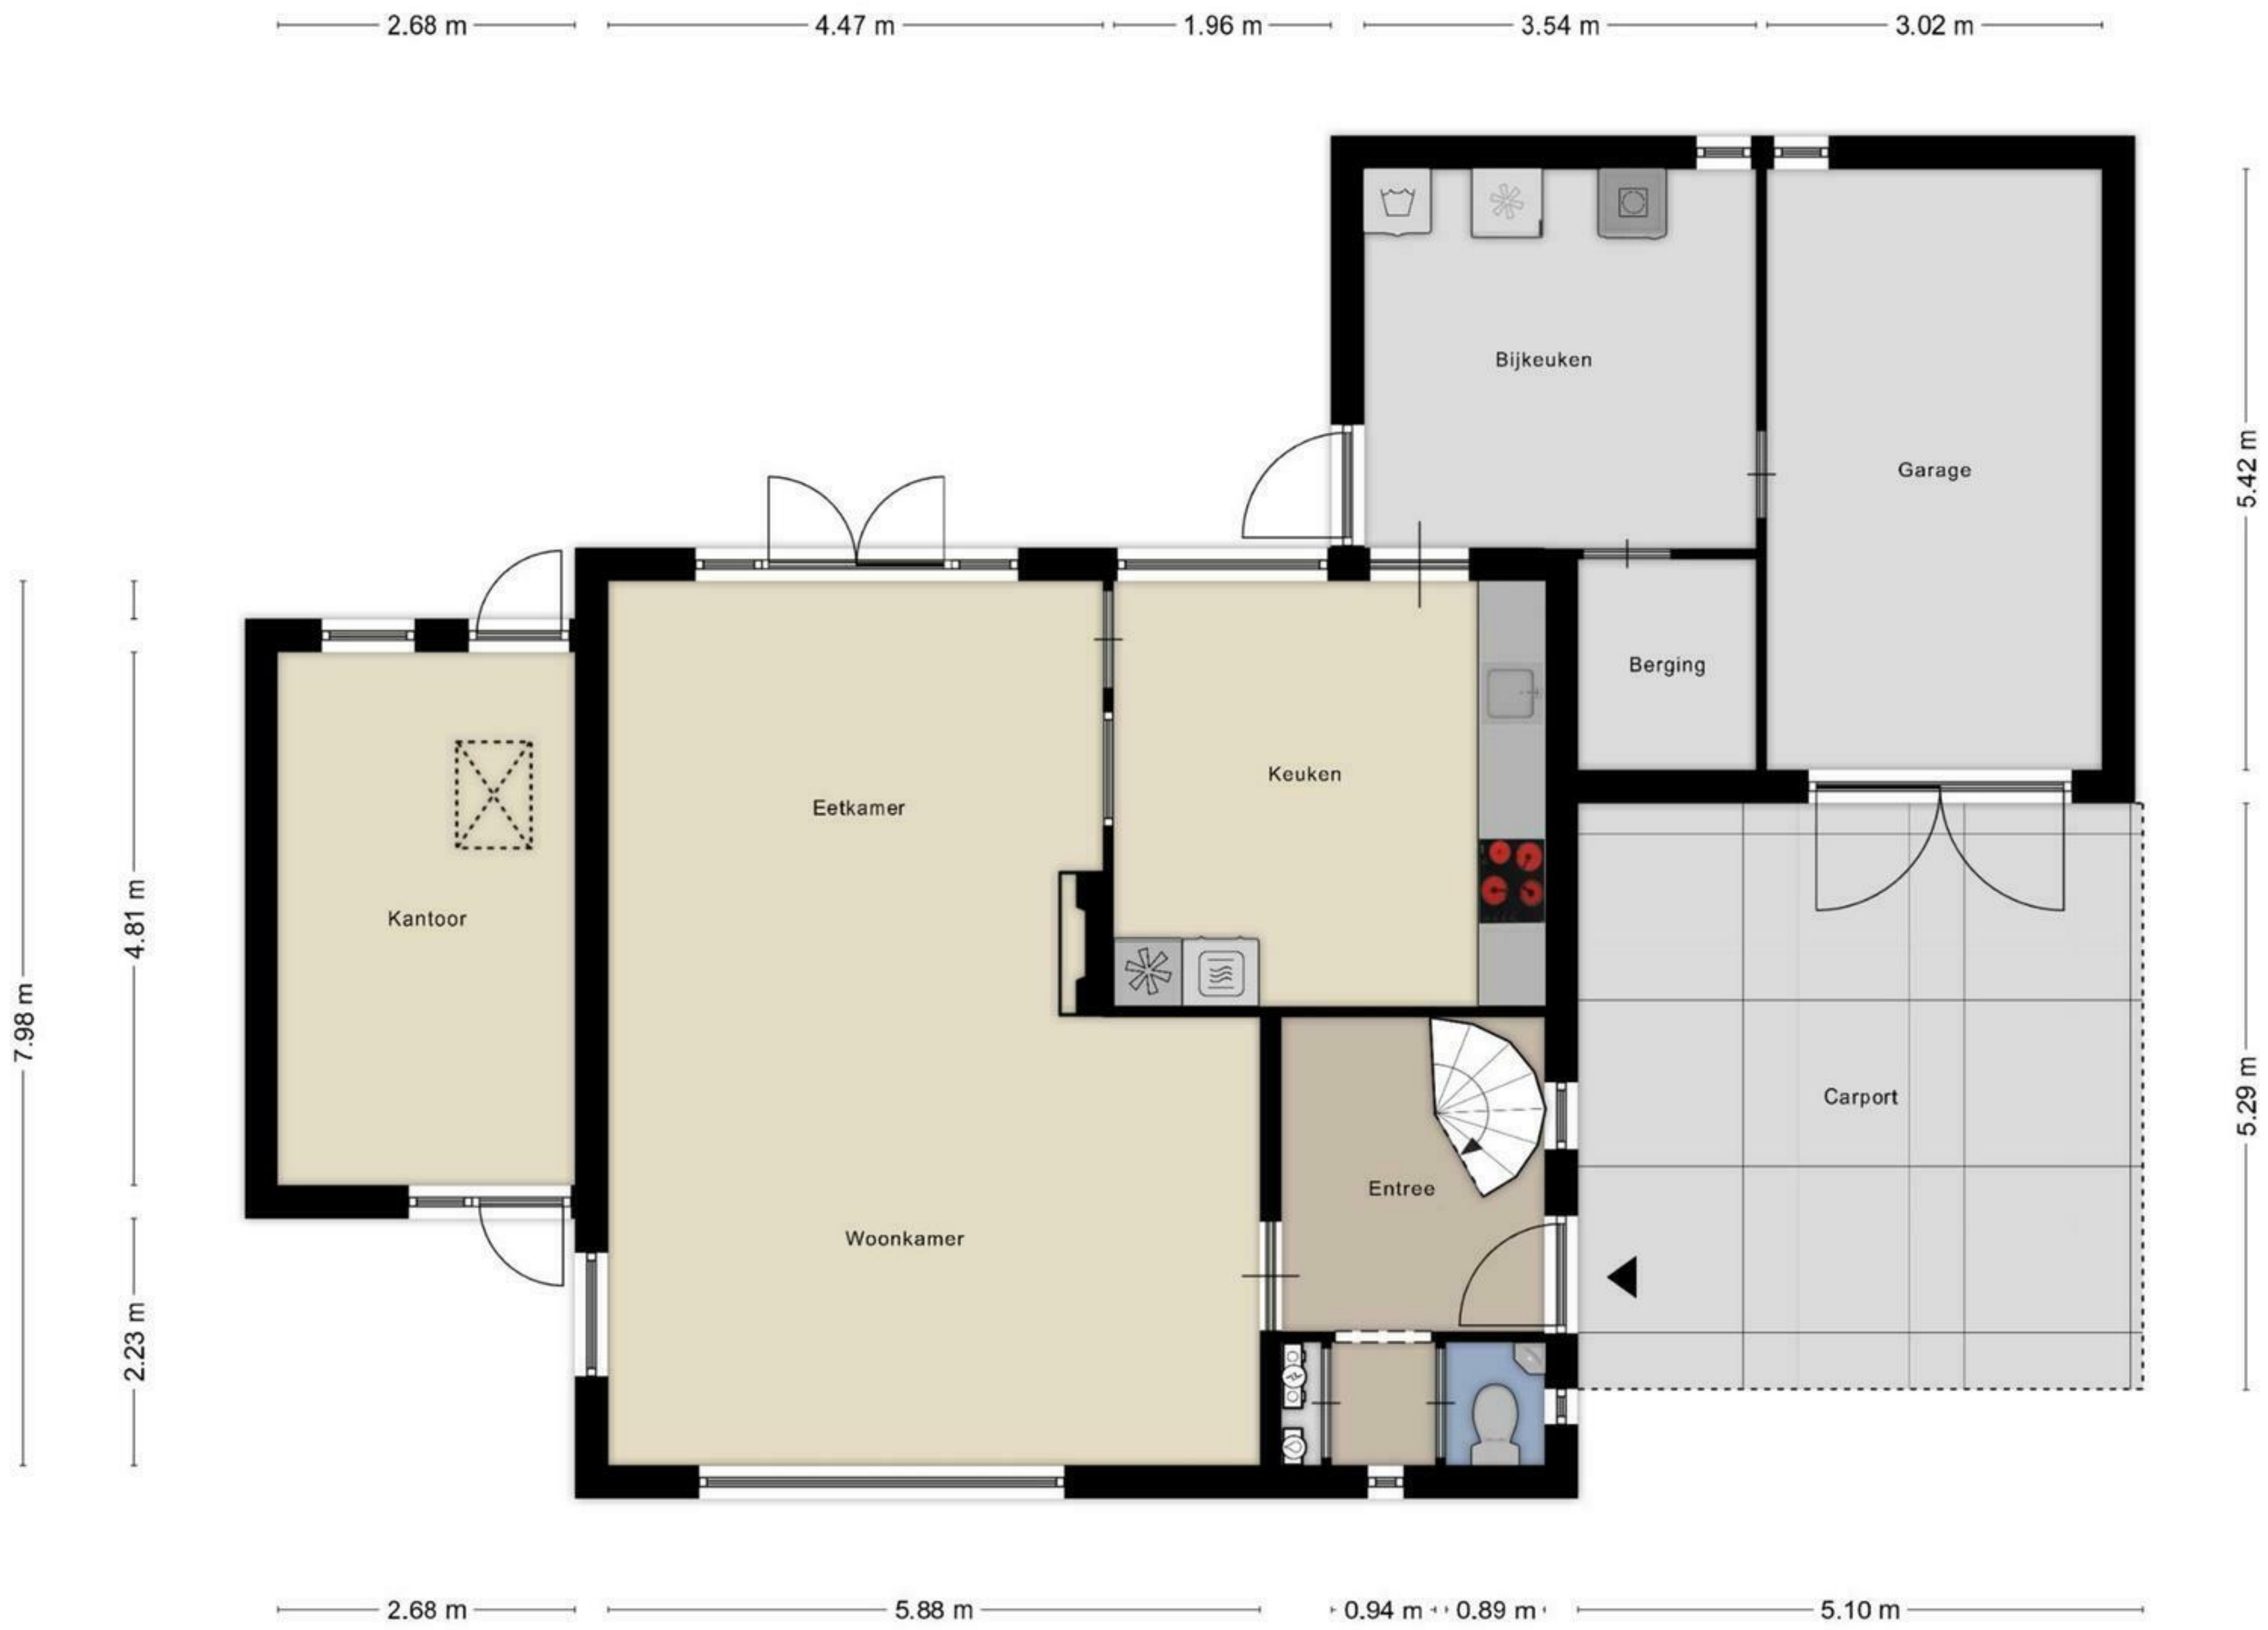 2.68 m
4.47 m
1.96 m
3.54 m
3.02 m
Bijkeuken
Garage
5.42 m
Berging
Keuken
Eetkamer
Kantoor
4.81 m
7.98 m
Carport
5.29 m
Entree
Woonkamer
2.23 m
2.68 m
5.88 m
0.94 m
0.89 m
5.10 m